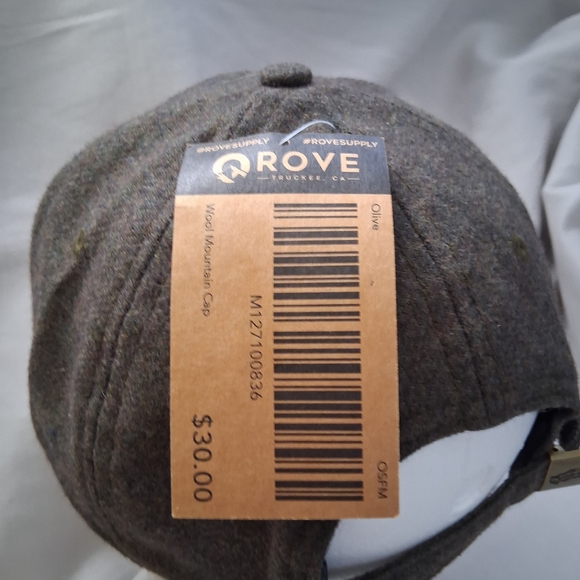 @ROVESUPPLY #ROVESUPPLY
ROVE
TRUCKEE, CA
Olive OSFM
M127100836
Wool Mountain Cap $30.00